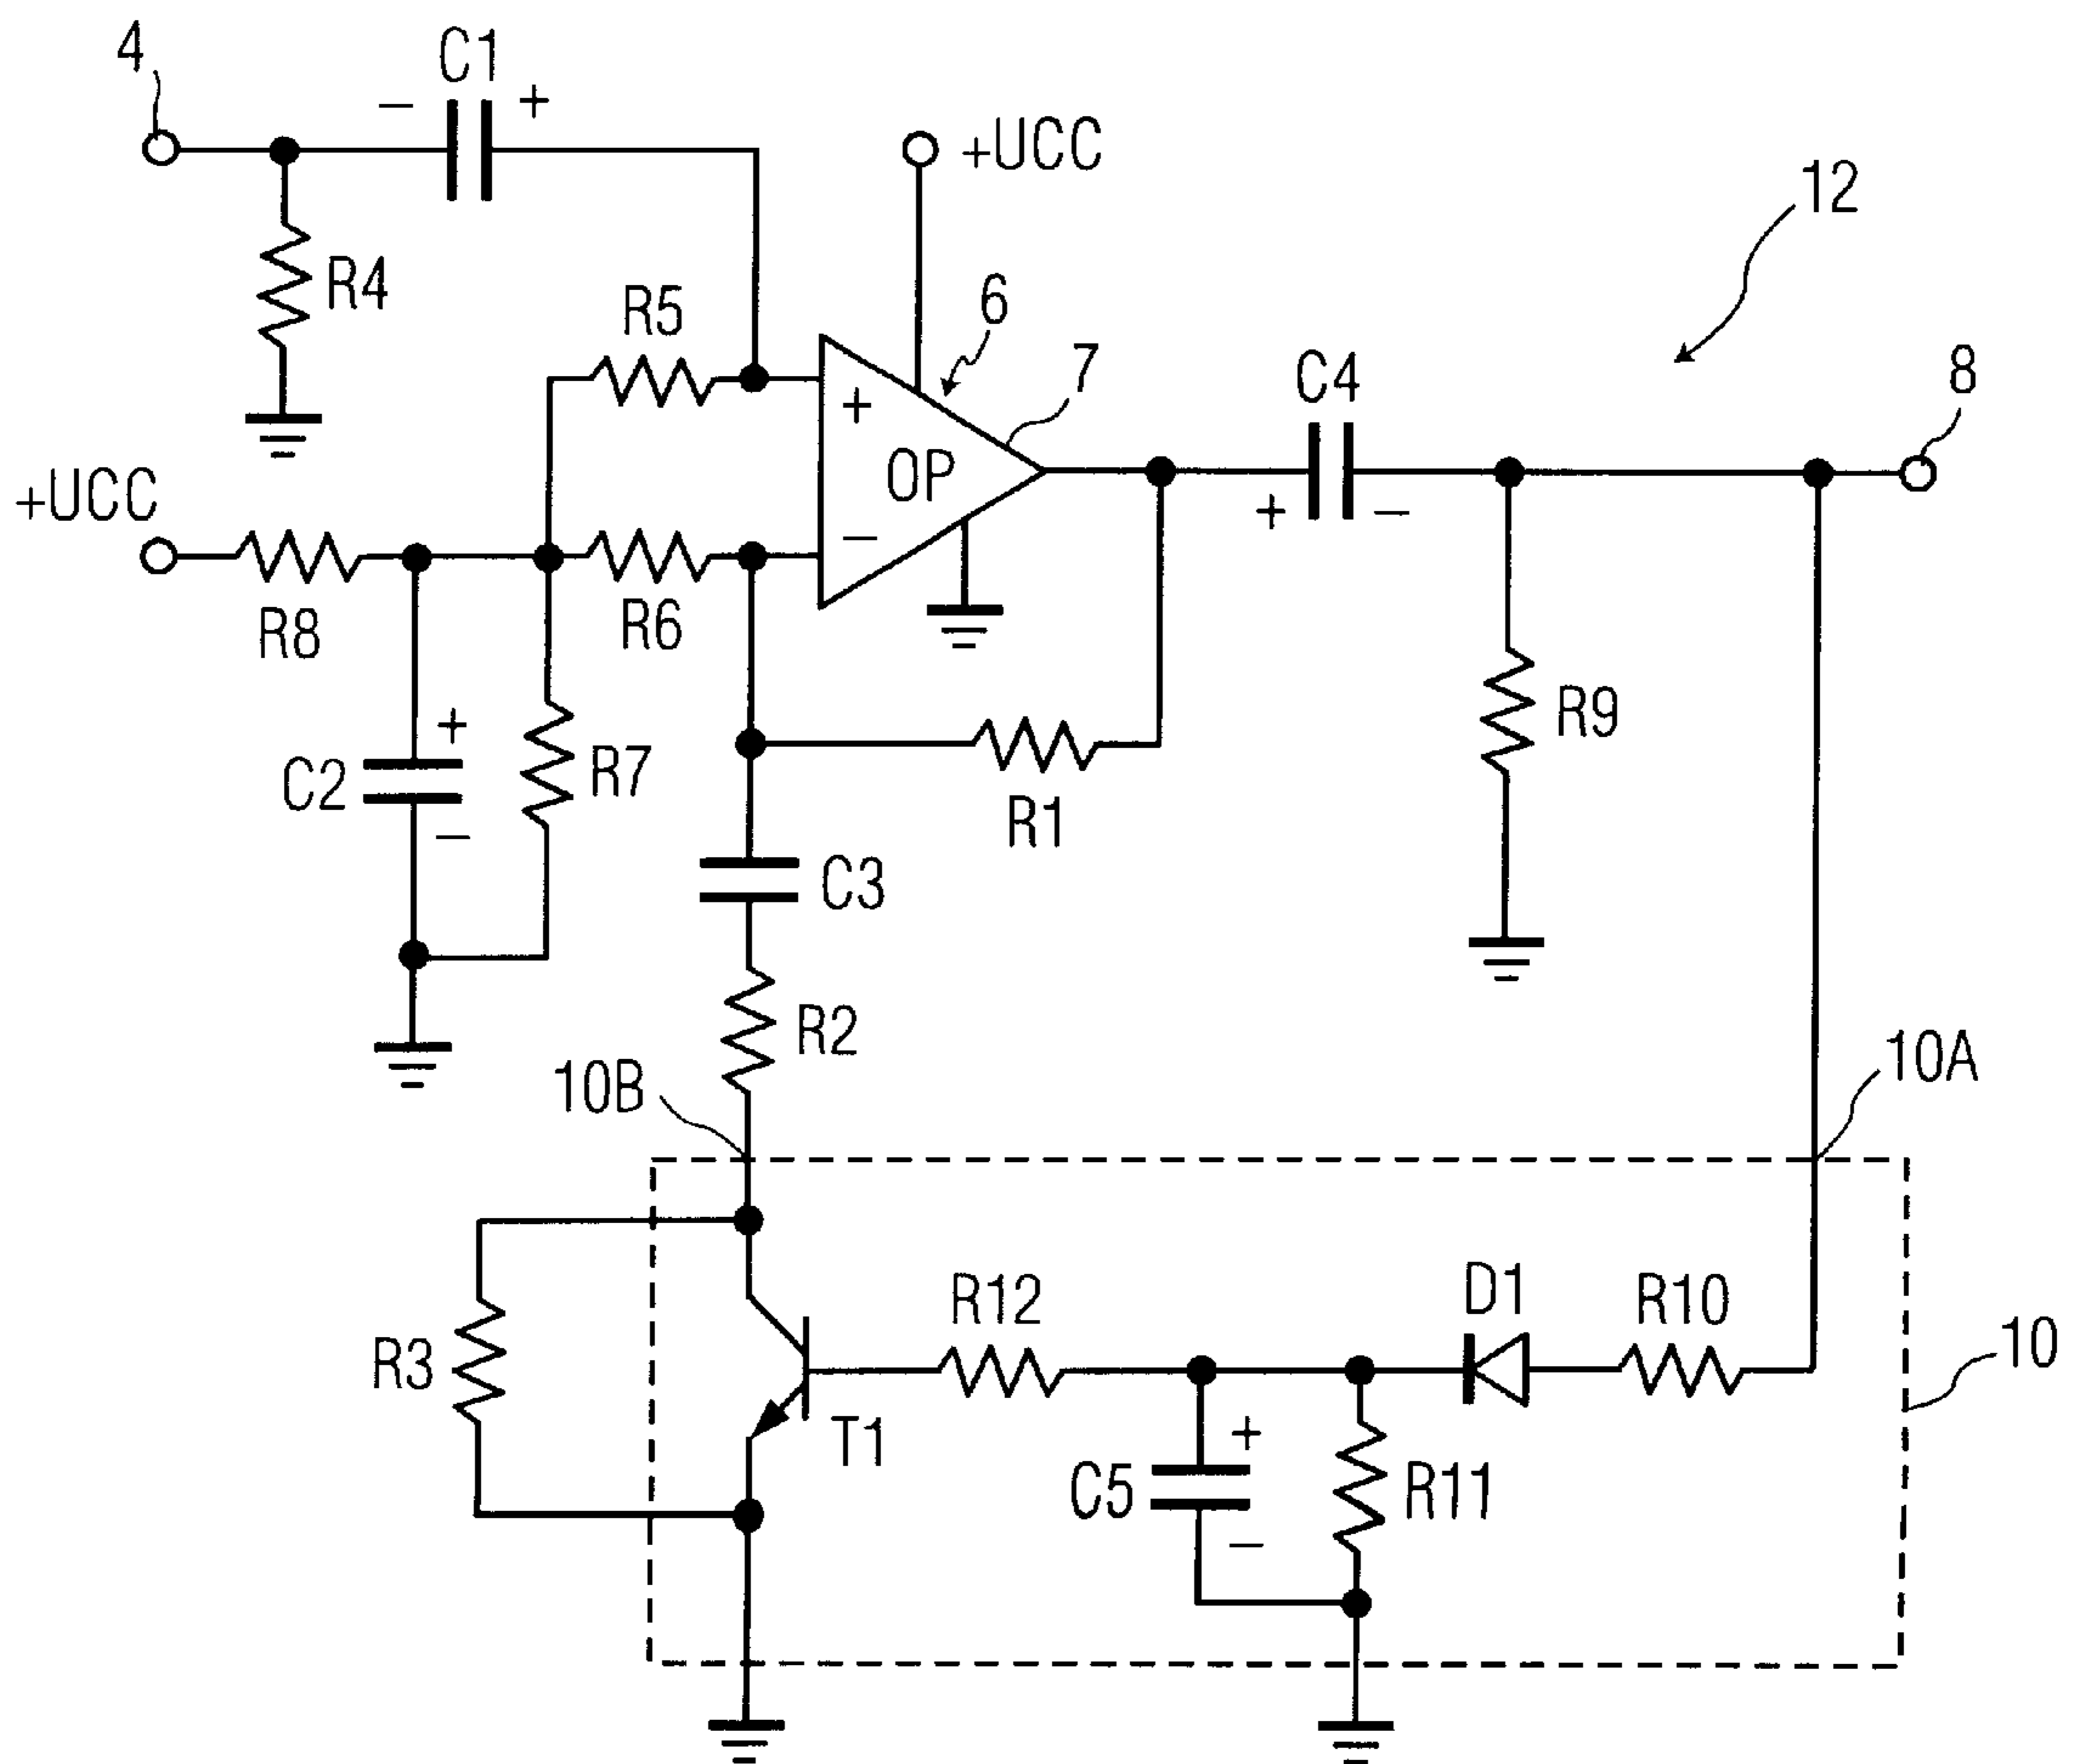 4
C1
−
+
+UCC
12
R4
R5
6
7
C4
8
+
OP
−
+
−
+UCC
R8
R6
R9
+
C2
−
R7
R1
C3
R2
10B
10A
R12
D1
R10
10
R3
T1
+
C5
−
R11